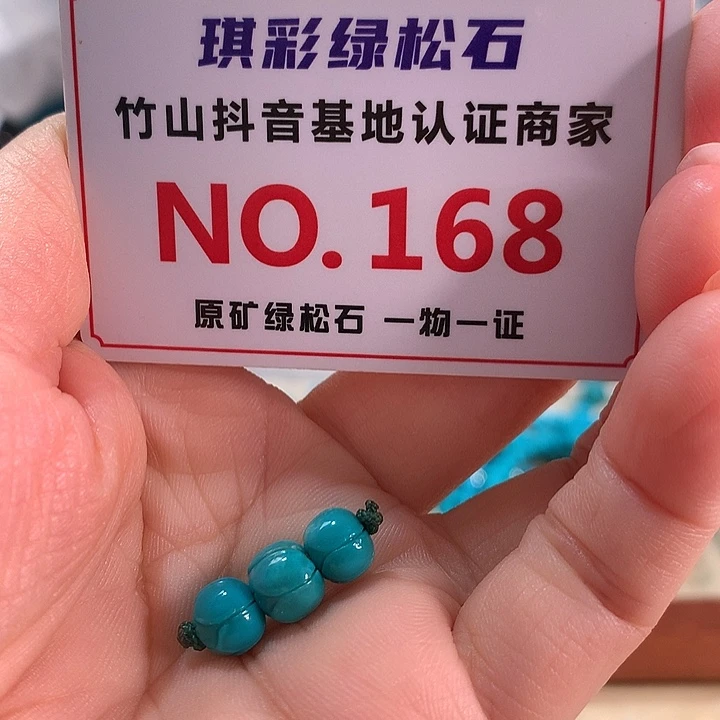 琪彩绿松石
竹山抖音基地认证商家
NO.168
原矿绿松石 一物一证